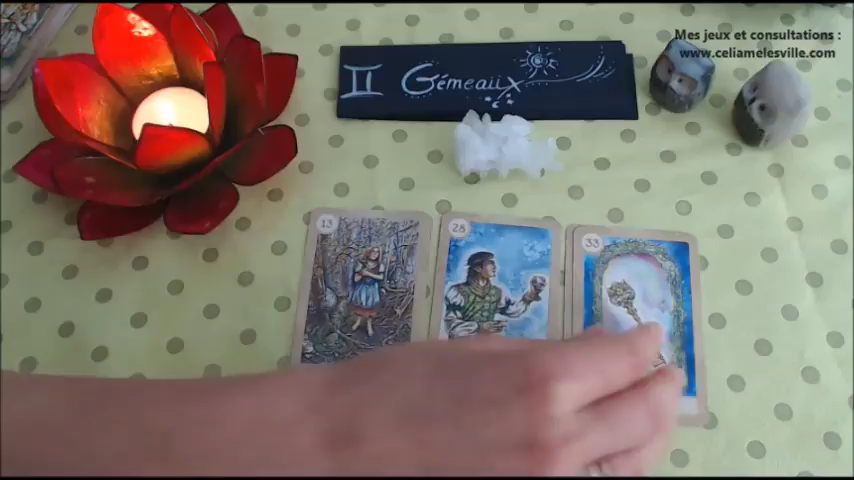 Mes jeux et consultations :
www.celiamelesville.com
II Gémeaux
13
28
33